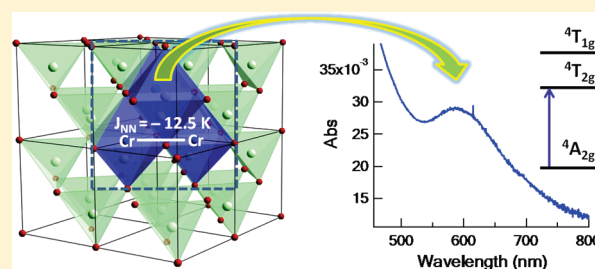 J_NN = – 12.5 K
Cr — Cr
35x10⁻³
30
25
20
15
Abs
500
600
700
800
Wavelength (nm)
⁴T₁g
⁴T₂g
⁴A₂g